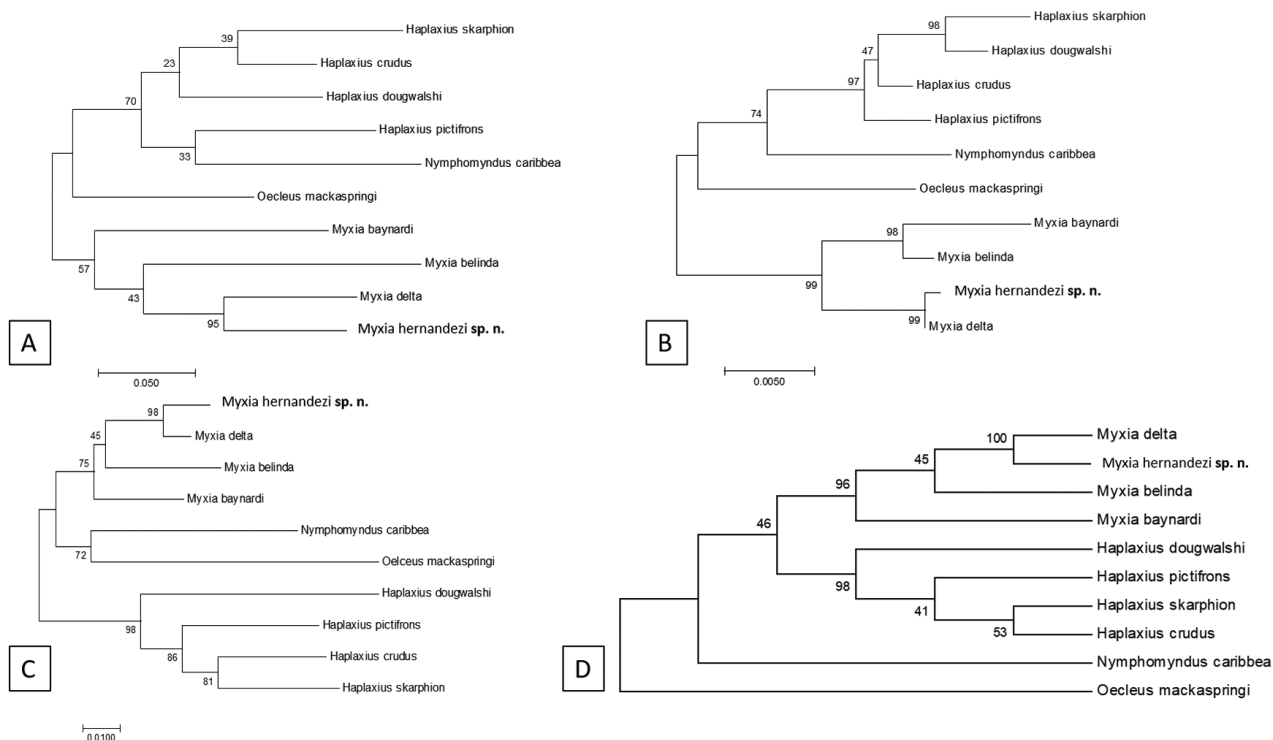 39
Haplaxius skarphion
Haplaxius crudus
23
Haplaxius dougwalshi
70
Haplaxius pictifrons
33
Nymphomyndus caribbea
Oecleus mackaspringi
Myxia baynardi
57
Myxia belinda
43
Myxia delta
95
Myxia hernandezi sp. n.
A
0.050
98
Haplaxius skarphion
47
Haplaxius dougwalshi
97
Haplaxius crudus
Haplaxius pictifrons
74
Nymphomyndus caribbea
Oecleus mackaspringi
Myxia baynardi
98
Myxia belinda
99
Myxia hernandezi sp. n.
99
Myxia delta
B
0.0050
Myxia hernandezi sp. n.
98
Myxia delta
45
Myxia belinda
75
Myxia baynardi
Nymphomyndus caribbea
72
Oelceus mackaspringi
Haplaxius dougwalshi
98
Haplaxius pictifrons
86
Haplaxius crudus
81
Haplaxius skarphion
C
0.0100
100
Myxia delta
Myxia hernandezi sp. n.
45
Myxia belinda
96
Myxia baynardi
46
Haplaxius dougwalshi
98
Haplaxius pictifrons
41
Haplaxius skarphion
53
Haplaxius crudus
Nymphomyndus caribbea
Oecleus mackaspringi
D